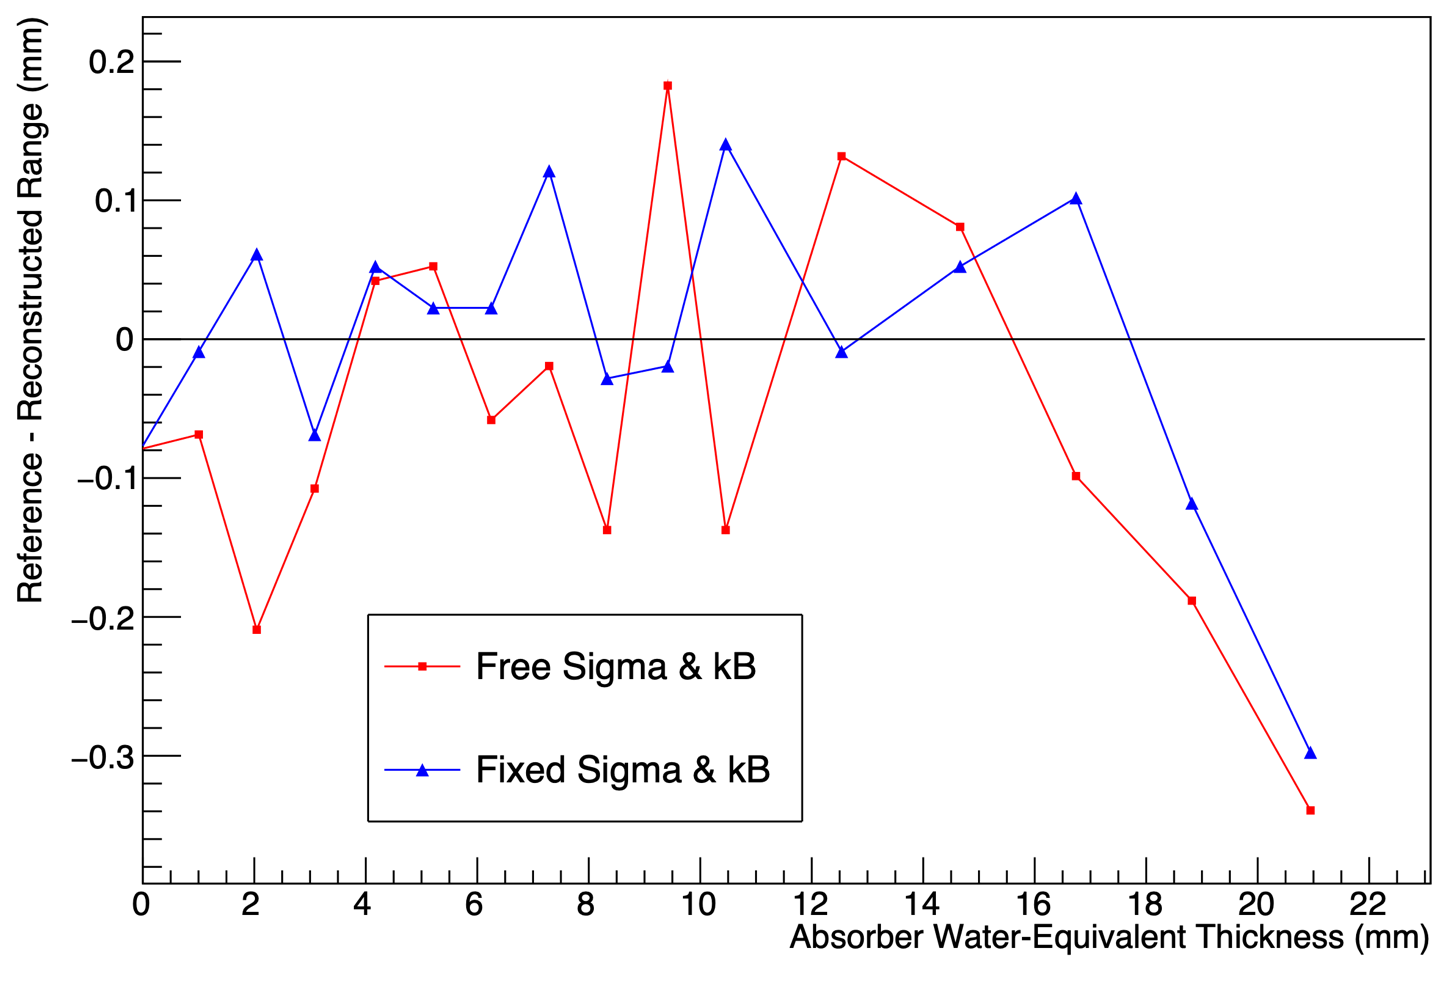 Reference - Reconstructed Range (mm)
0.2
0.1
0
−0.1
−0.2
−0.3
Free Sigma & kB
Fixed Sigma & kB
0 2 4 6 8 10 12 14 16 18 20 22
Absorber Water-Equivalent Thickness (mm)